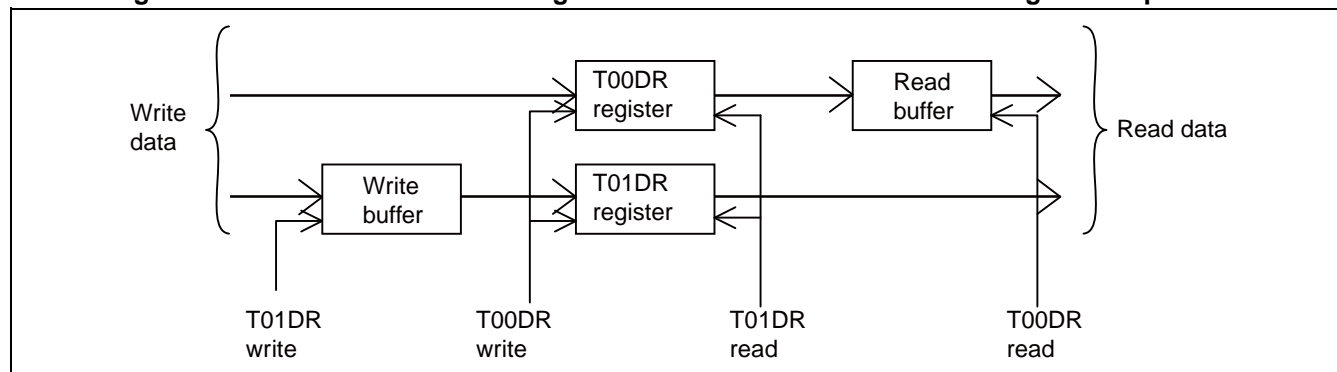 Write
data
T00DR
register
Read
buffer
Read data
Write
buffer
T01DR
register
T01DR
write
T00DR
write
T01DR
read
T00DR
read